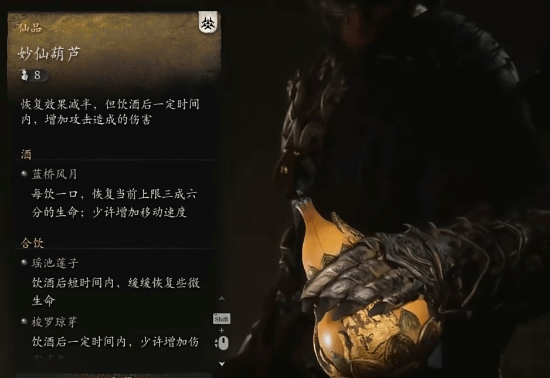 仙品
妙仙葫芦
8
恢复效果减半，但饮酒后一定时间
内，增加攻击造成的伤害
酒
蓝桥风月
每饮一口，恢复当前上限三成六
分的生命；少许增加移动速度
合饮
瑶池莲子
饮酒后短时间内，缓缓恢复些微
生命
梭罗琼芽
饮酒后一定时间内，少许增加伤
Shift
+